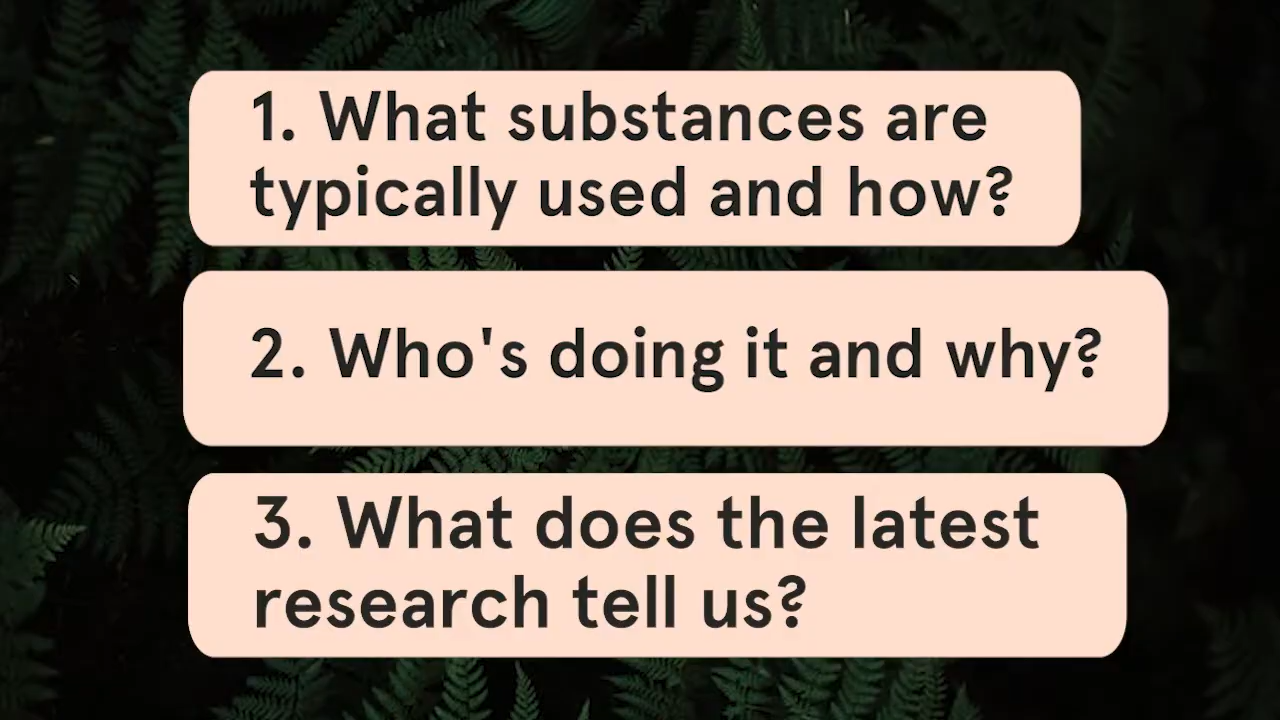 1. What substances are
typically used and how?
2. Who's doing it and why?
3. What does the latest
research tell us?